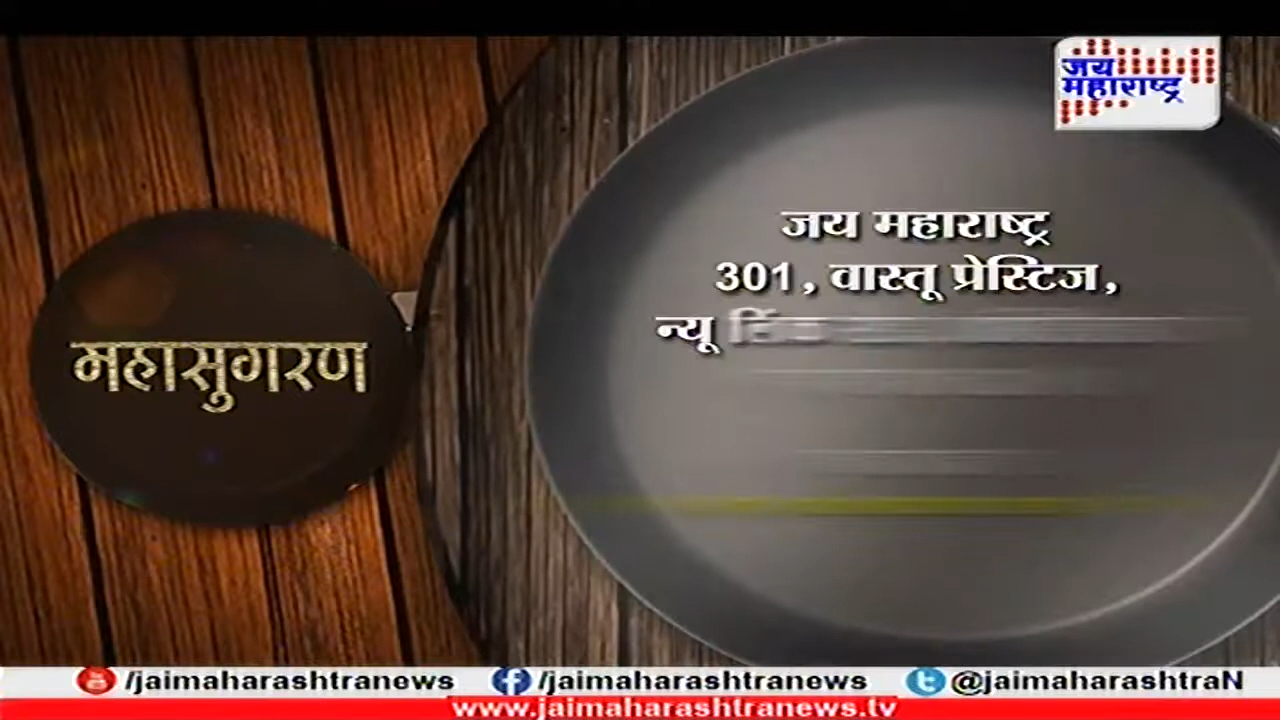 जय
महाराष्ट्र
जय महाराष्ट्र
301, वास्तू प्रेस्टिज,
न्यू
महासुगरण
/jaimaharashtranews /jaimaharashtranews @jaimaharashtraN
www.jaimaharashtranews.tv